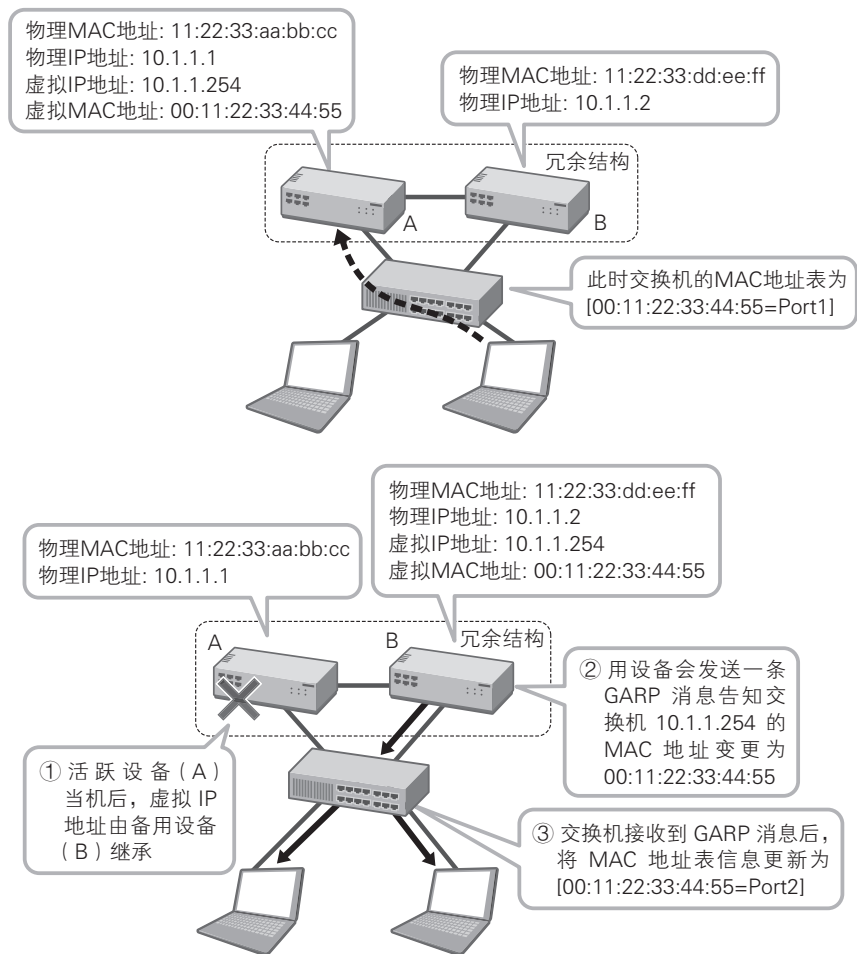 物理MAC地址: 11:22:33:aa:bb:cc
物理IP地址: 10.1.1.1
虚拟IP地址: 10.1.1.254
虚拟MAC地址: 00:11:22:33:44:55
物理MAC地址: 11:22:33:dd:ee:ff
物理IP地址: 10.1.1.2
冗余结构
A
B
此时交换机的MAC地址表为
[00:11:22:33:44:55=Port1]
物理MAC地址: 11:22:33:dd:ee:ff
物理IP地址: 10.1.1.2
虚拟IP地址: 10.1.1.254
虚拟MAC地址: 00:11:22:33:44:55
物理MAC地址: 11:22:33:aa:bb:cc
物理IP地址: 10.1.1.1
A
B
冗余结构
① 活跃设备(A)
当机后，虚拟 IP
地址由备用设备
(B)继承
② 用设备会发送一条
GARP 消息告知交
换机 10.1.1.254 的
MAC 地址变更为
00:11:22:33:44:55
③ 交换机接收到 GARP 消息后，
将 MAC 地址表信息更新为
[00:11:22:33:44:55=Port2]